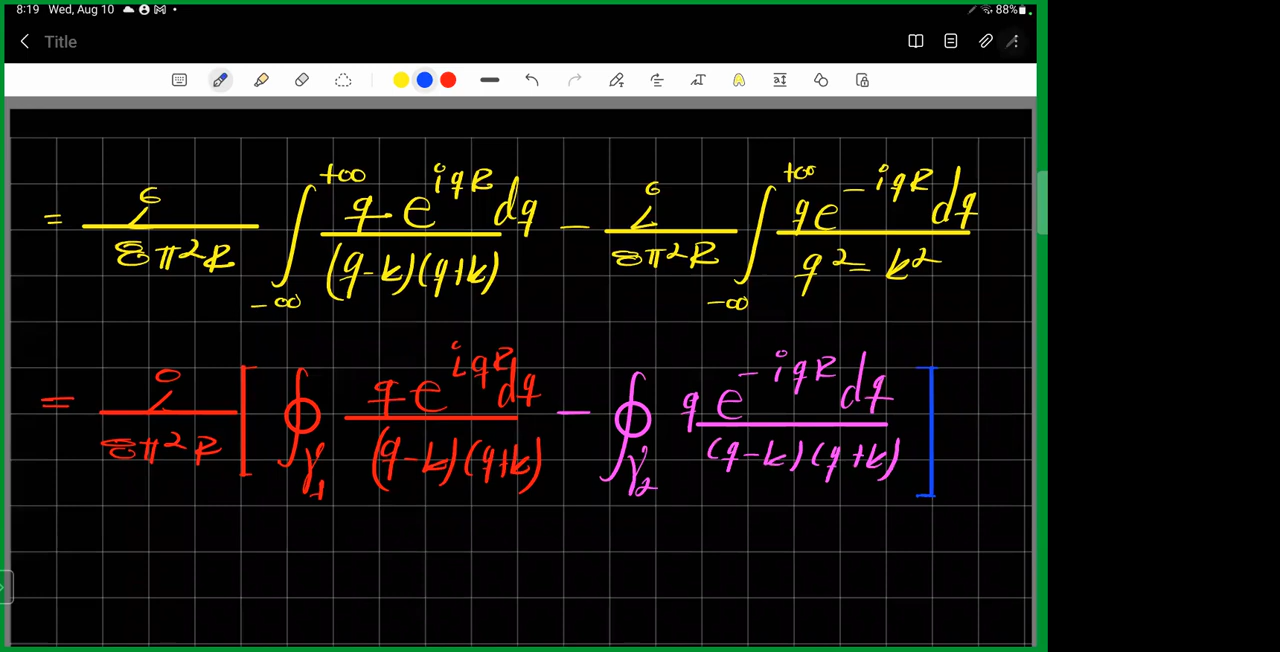 8:19 Wed, Aug 10 88%
Title
= i/(8π²R) ∫_{-∞}^{+∞} q e^{iqR} dq / ((q-k)(q+k)) - i/(8π²R) ∫_{-∞}^{+∞} q e^{-iqR} dq / (q² - k²)
= i/(8π²R) [ ∮_{γ₁} q e^{iqR} dq / ((q-k)(q+k)) - ∮_{γ₂} q e^{-iqR} dq / ((q-k)(q+k)) ]